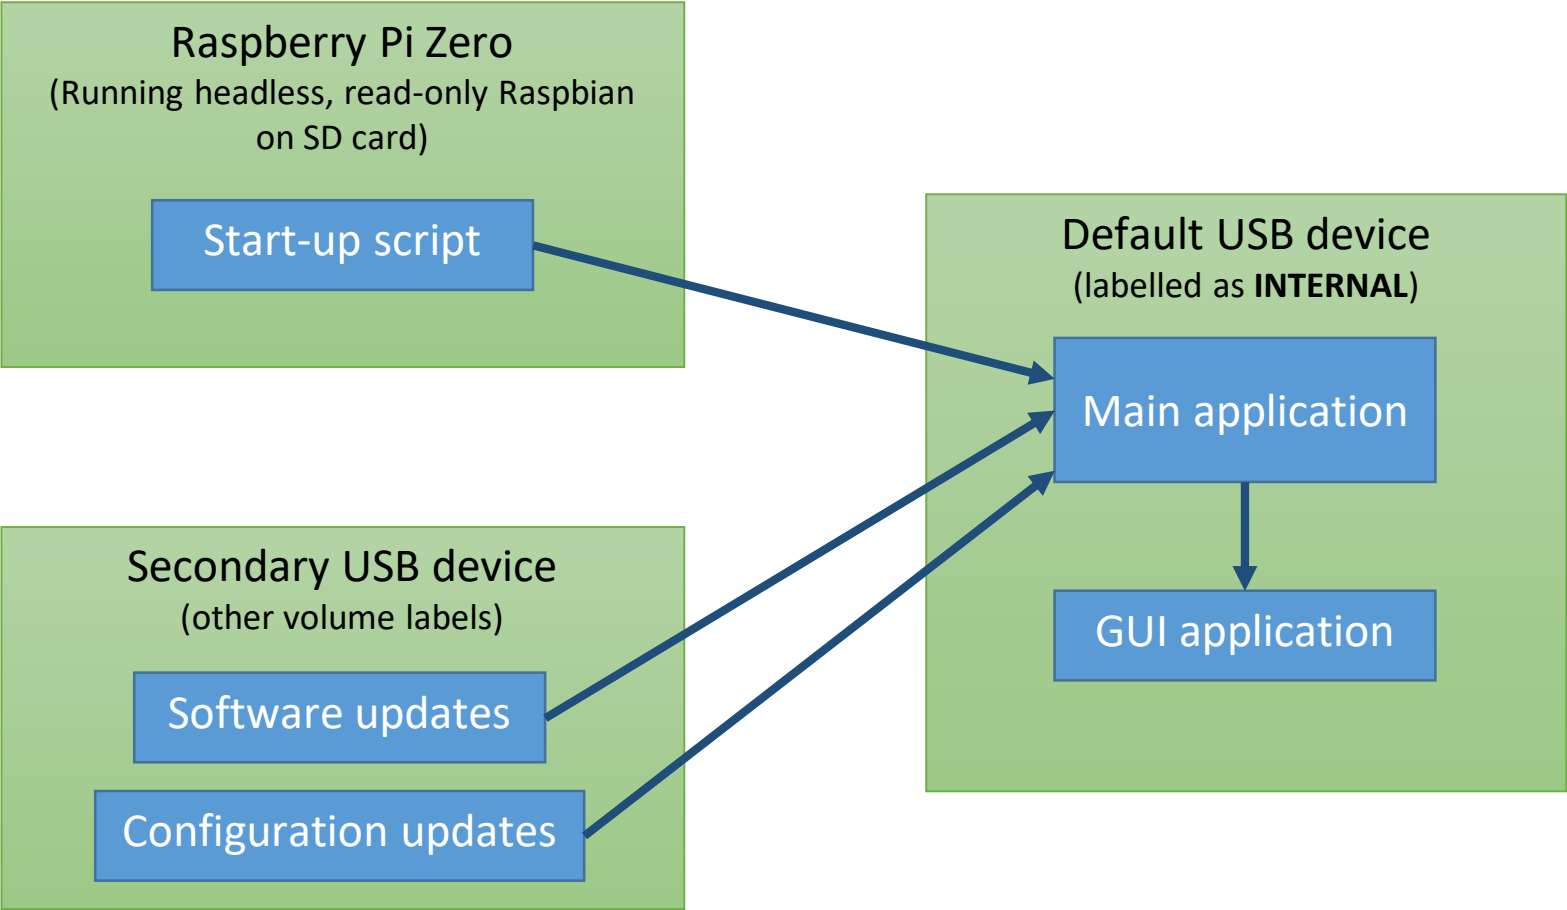 Raspberry Pi Zero
(Running headless, read-only Raspbian
on SD card)
Start-up script
Default USB device
(labelled as INTERNAL)
Main application
GUI application
Secondary USB device
(other volume labels)
Software updates
Configuration updates